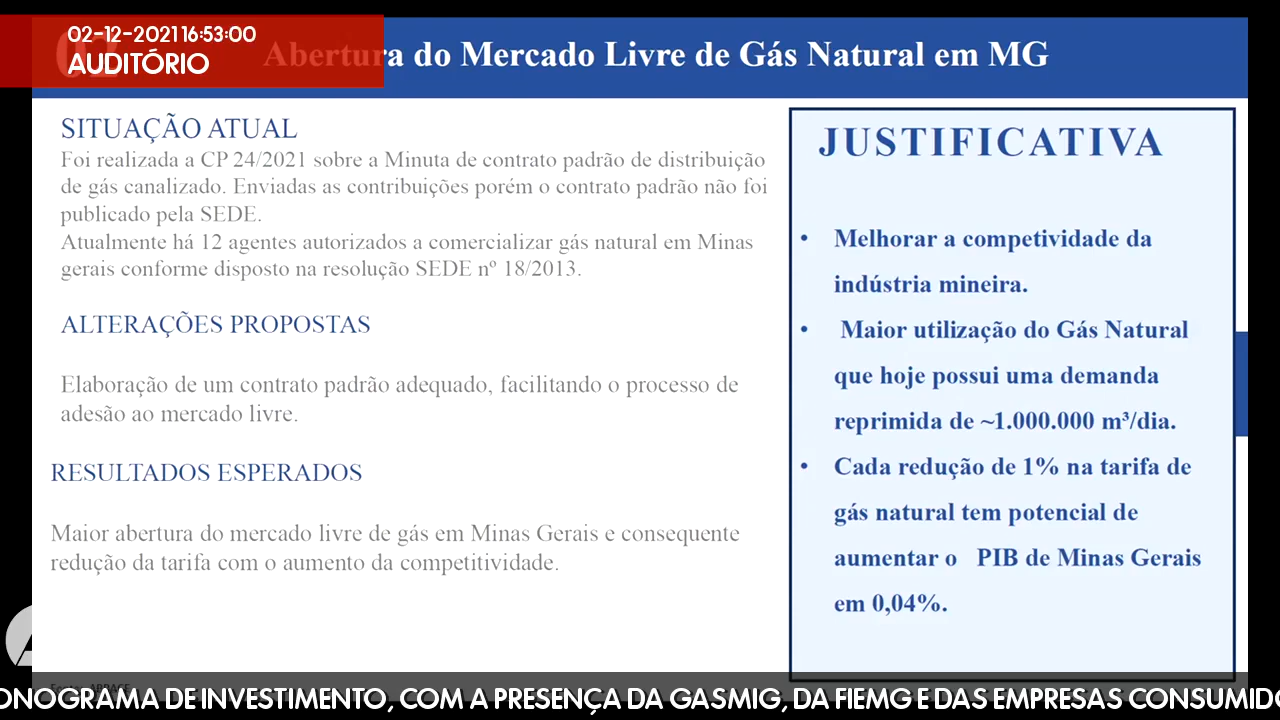 02-12-2021 16:53:00
AUDITÓRIO
Abertura do Mercado Livre de Gás Natural em MG
SITUAÇÃO ATUAL
Foi realizada a CP 24/2021 sobre a Minuta de contrato padrão de distribuição
de gás canalizado. Enviadas as contribuições porém o contrato padrão não foi
publicado pela SEDE.
Atualmente há 12 agentes autorizados a comercializar gás natural em Minas
gerais conforme disposto na resolução SEDE nº 18/2013.
ALTERAÇÕES PROPOSTAS
Elaboração de um contrato padrão adequado, facilitando o processo de
adesão ao mercado livre.
RESULTADOS ESPERADOS
Maior abertura do mercado livre de gás em Minas Gerais e consequente
redução da tarifa com o aumento da competitividade.
JUSTIFICATIVA
• Melhorar a competividade da
indústria mineira.
• Maior utilização do Gás Natural
que hoje possui uma demanda
reprimida de ~1.000.000 m³/dia.
• Cada redução de 1% na tarifa de
gás natural tem potencial de
aumentar o PIB de Minas Gerais
em 0,04%.
ONOGRAMA DE INVESTIMENTO, COM A PRESENÇA DA GASMIG, DA FIEMG E DAS EMPRESAS CONSUMIDO